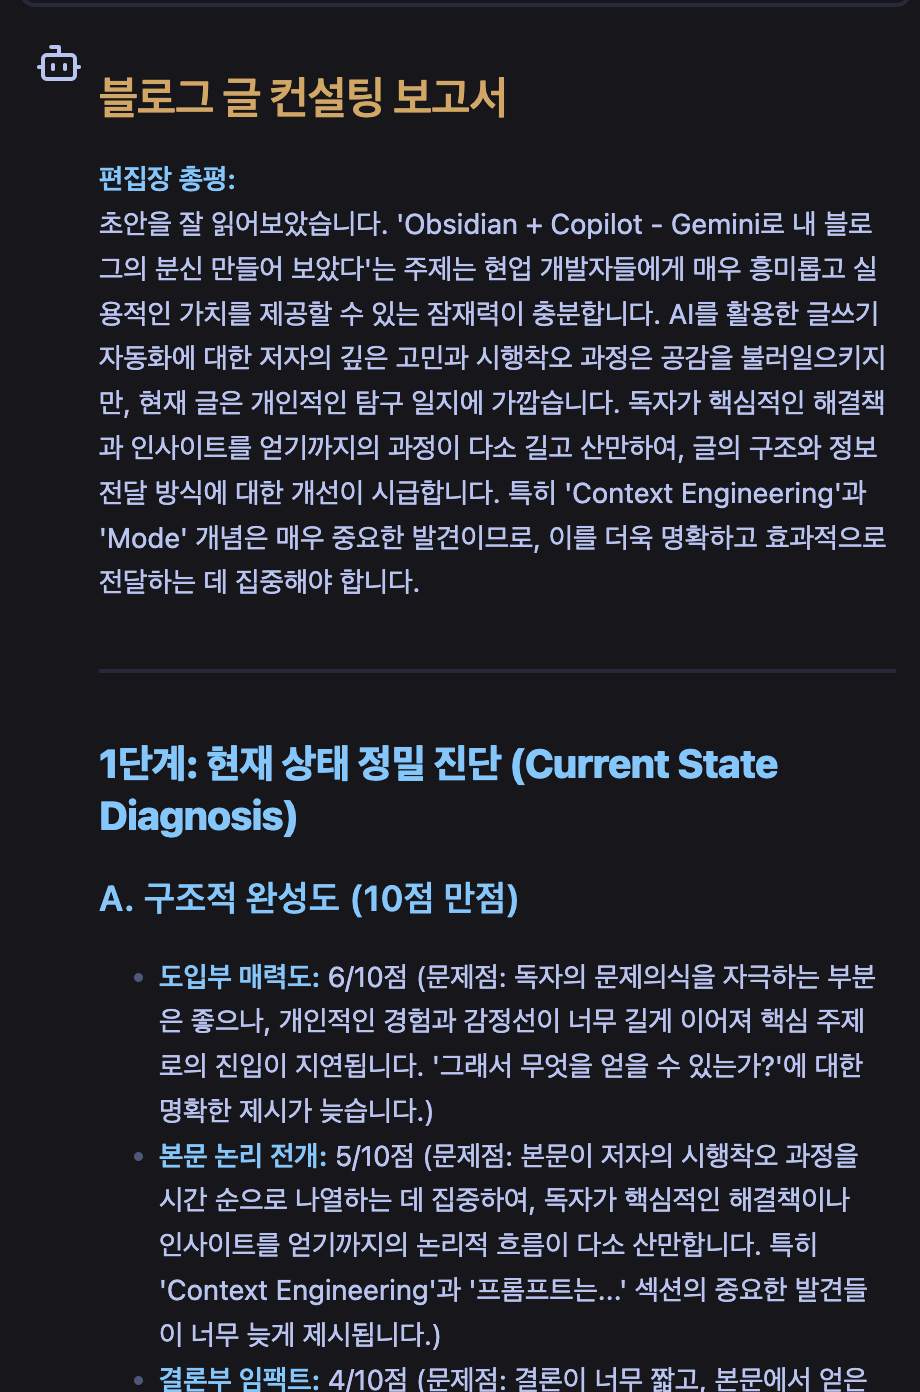 블로그 글 컨설팅 보고서
편집장 총평:
초안을 잘 읽어보았습니다. 'Obsidian + Copilot - Gemini로 내 블로
그의 분신 만들어 보았다'는 주제는 현업 개발자들에게 매우 흥미롭고 실
용적인 가치를 제공할 수 있는 잠재력이 충분합니다. AI를 활용한 글쓰기
자동화에 대한 저자의 깊은 고민과 시행착오 과정은 공감을 불러일으키지
만, 현재 글은 개인적인 탐구 일지에 가깝습니다. 독자가 핵심적인 해결책
과 인사이트를 얻기까지의 과정이 다소 길고 산만하여, 글의 구조와 정보
전달 방식에 대한 개선이 시급합니다. 특히 'Context Engineering'과
'Mode' 개념은 매우 중요한 발견이므로, 이를 더욱 명확하고 효과적으로
전달하는 데 집중해야 합니다.
1단계: 현재 상태 정밀 진단 (Current State
Diagnosis)
A. 구조적 완성도 (10점 만점)
• 도입부 매력도: 6/10점 (문제점: 독자의 문제의식을 자극하는 부분
은 좋으나, 개인적인 경험과 감정선이 너무 길게 이어져 핵심 주제
로의 진입이 지연됩니다. '그래서 무엇을 얻을 수 있는가?'에 대한
명확한 제시가 늦습니다.)
• 본문 논리 전개: 5/10점 (문제점: 본문이 저자의 시행착오 과정을
시간 순으로 나열하는 데 집중하여, 독자가 핵심적인 해결책이나
인사이트를 얻기까지의 논리적 흐름이 다소 산만합니다. 특히
'Context Engineering'과 '프롬프트는...' 섹션의 중요한 발견들
이 너무 늦게 제시됩니다.)
• 결론부 임팩트: 4/10점 (문제점: 결론이 너무 짧고, 본문에서 얻은